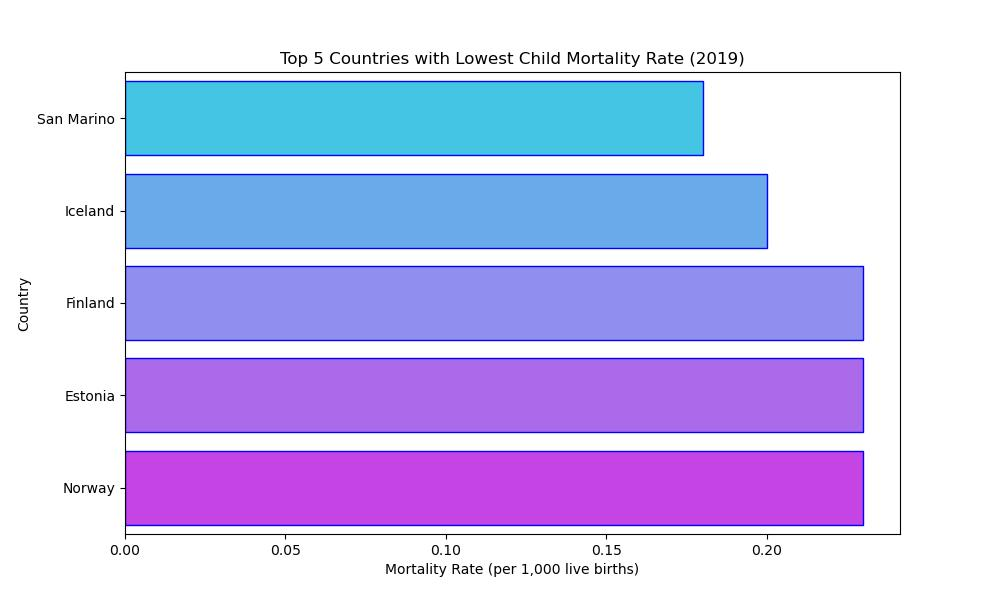 Top 5 Countries with Lowest Child Mortality Rate (2019)
Country
San Marino
Iceland
Finland
Estonia
Norway
0.00 0.05 0.10 0.15 0.20
Mortality Rate (per 1,000 live births)